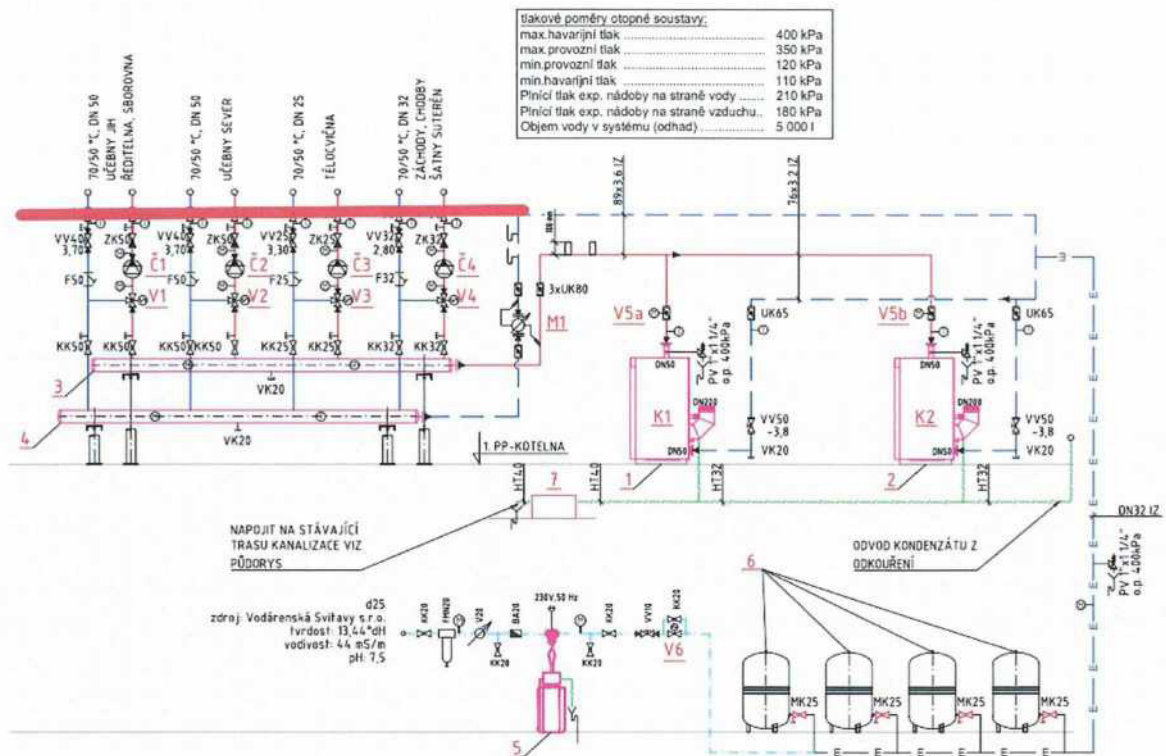 tlakové poměry otopné soustavy:
max.havarijní tlak ........................ 400 kPa
max.provozní tlak ........................ 350 kPa
min.provozní tlak ........................ 120 kPa
min.havarijní tlak ........................ 110 kPa
Plnící tlak exp. nádoby na straně vody ...... 210 kPa
Plnící tlak exp. nádoby na straně vzduchu.. 180 kPa
Objem vody v systému (odhad) ............... 5 000 l
70/50 °C, DN 50
UČEBNY JIH
ŘEDITELNA, SBOROVNA
70/50 °C, DN 50
UČEBNY SEVER
70/50 °C, DN 25
TĚLOCVIČNA
70/50 °C, DN 32
ZÁCHODY, CHODBY
ŠATNY SUTERÉN
89x3,6 IZ
76x3,2 IZ
VV40
3,70
ZK50
VV40
3,70
ZK50
VV25
3,30
ZK25
VV32
2,80
ZK32
F50
Č1
F50
Č2
F25
Č3
F32
Č4
V1
V2
V3
V4
3xUK80
M1
V5a
UK65
V5b
UK65
KK50
KK50
KK50
KK50
KK25
KK25
KK32
KK32
PV 1"x1 1/4"
o.p. 400kPa
PV 1"x1 1/4"
o.p. 400kPa
DN50
DN50
3
VK20
4
VK20
K1
DN220
DN50
VV50
-3,8
VK20
K2
DN200
DN50
VV50
-3,8
VK20
1.PP-KOTELNA
HT40
7
HT40
1
HT32
2
HT32
DN32 IZ
NAPOJIT NA STÁVAJÍCÍ
TRASU KANALIZACE VIZ
PŮDORYS
ODVOD KONDENZÁTU Z
ODKOUŘENÍ
PV 1"x1 1/4"
o.p. 400kPa
6
d25
zdroj: Vodárenská Svitavy s.r.o.
tvrdost: 13,44°dH
vodivost: 44 mS/m
pH: 7,5
KK20
FMN20
V20
BA20
230V,50 Hz
KK20
VV10
KK20
KK20
KK20
V6
5
MK25
MK25
MK25
MK25
E
E
E
E